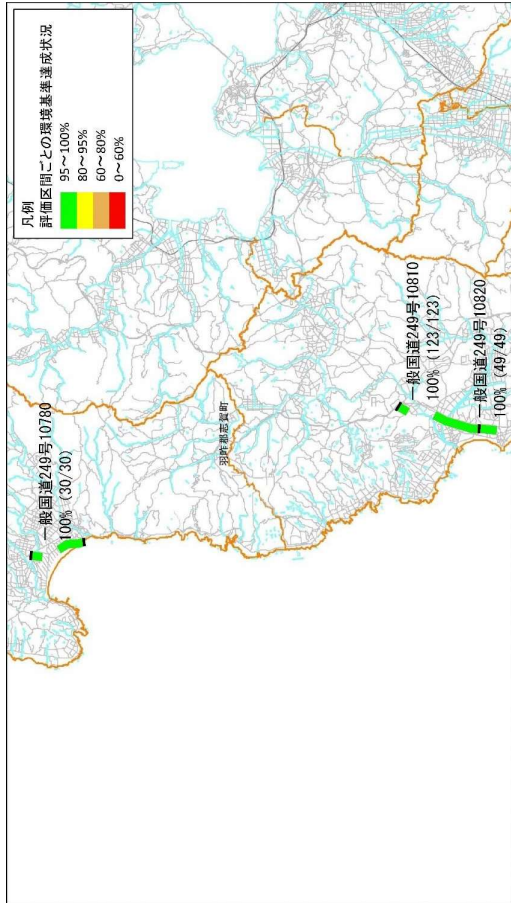 凡例
評価区間ごとの環境基準達成状況
95～100%
80～95%
60～80%
0～60%
一般国道249号10780
100% (30/30)
羽咋郡志賀町
一般国道249号10810
100% (123/123)
一般国道249号10820
100% (49/49)